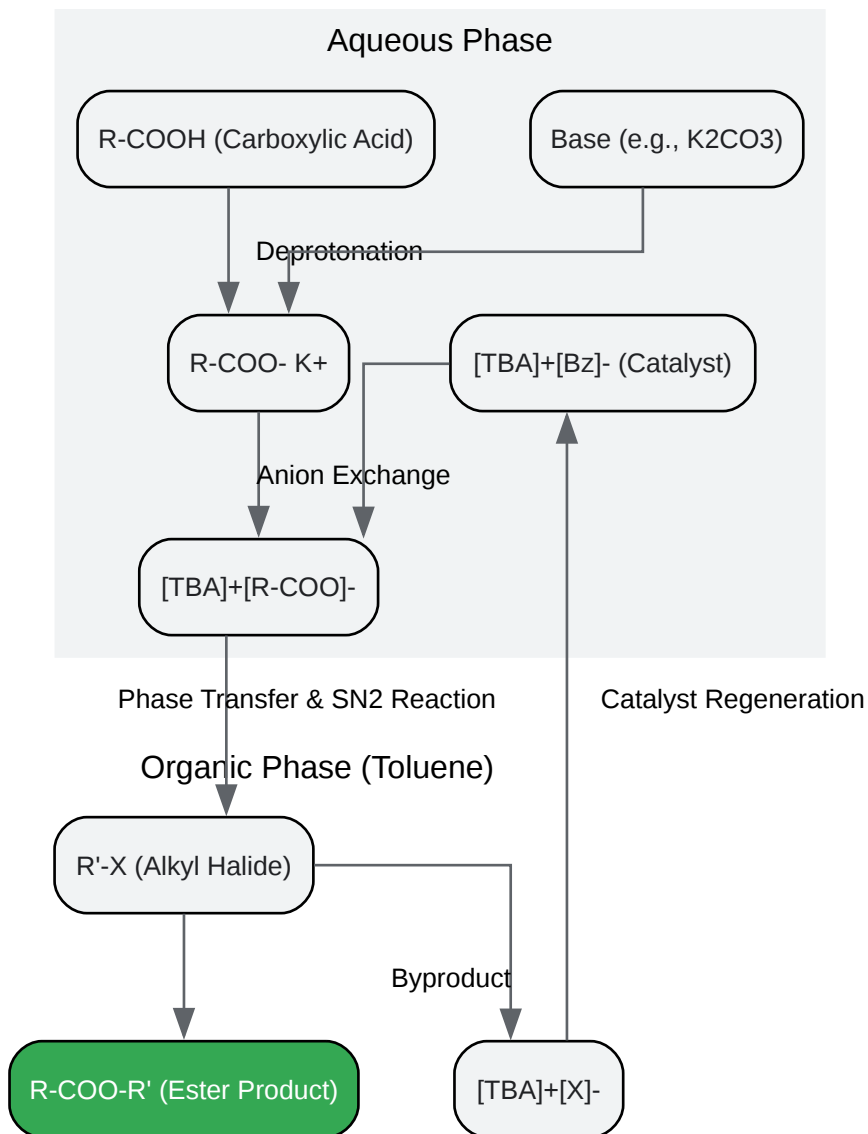 Aqueous Phase
R-COOH (Carboxylic Acid)
Base (e.g., K2CO3)
Deprotonation
R-COO- K+
[TBA]+[Bz]- (Catalyst)
Anion Exchange
[TBA]+[R-COO]-
Phase Transfer & SN2 Reaction
Catalyst Regeneration
Organic Phase (Toluene)
R'-X (Alkyl Halide)
Byproduct
R-COO-R' (Ester Product)
[TBA]+[X]-